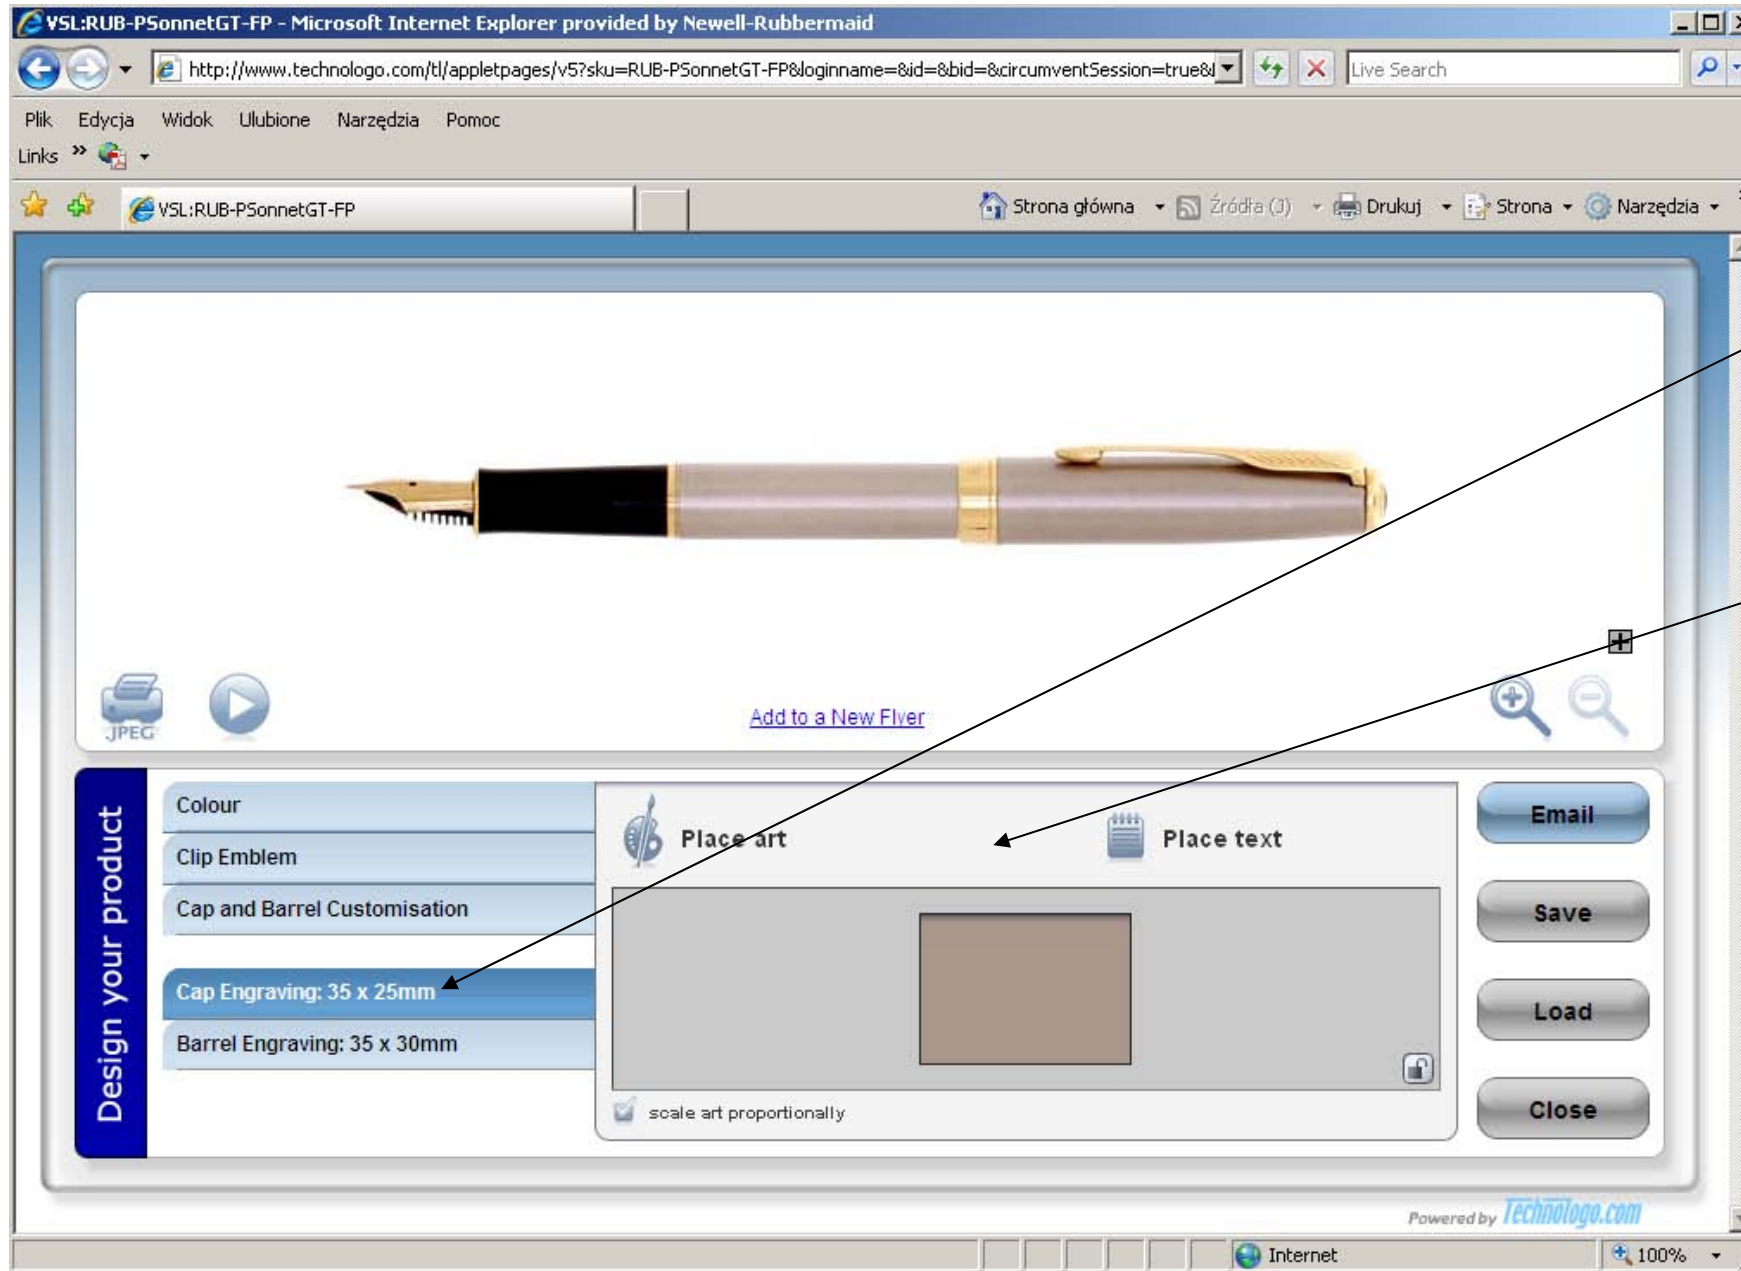 VSL:RUB-PSonnetGT-FP - Microsoft Internet Explorer provided by Newell-Rubbermaid
http://www.technologo.com/tl/appletpages/v5?sku=RUB-PSonnetGT-FP&loginname=&id=&bid=&circumventSession=true&
Live Search
Plik Edycja Widok Ulubione Narzędzia Pomoc
Links »
VSL:RUB-PSonnetGT-FP
Strona główna Źródła (J) Drukuj Strona Narzędzia
.JPEG
Add to a New Flyer
Design your product
Colour
Clip Emblem
Cap and Barrel Customisation
Cap Engraving: 35 x 25mm
Barrel Engraving: 35 x 30mm
Place art
Place text
scale art proportionally
Email
Save
Load
Close
Powered by Technologo.com
Internet
100%